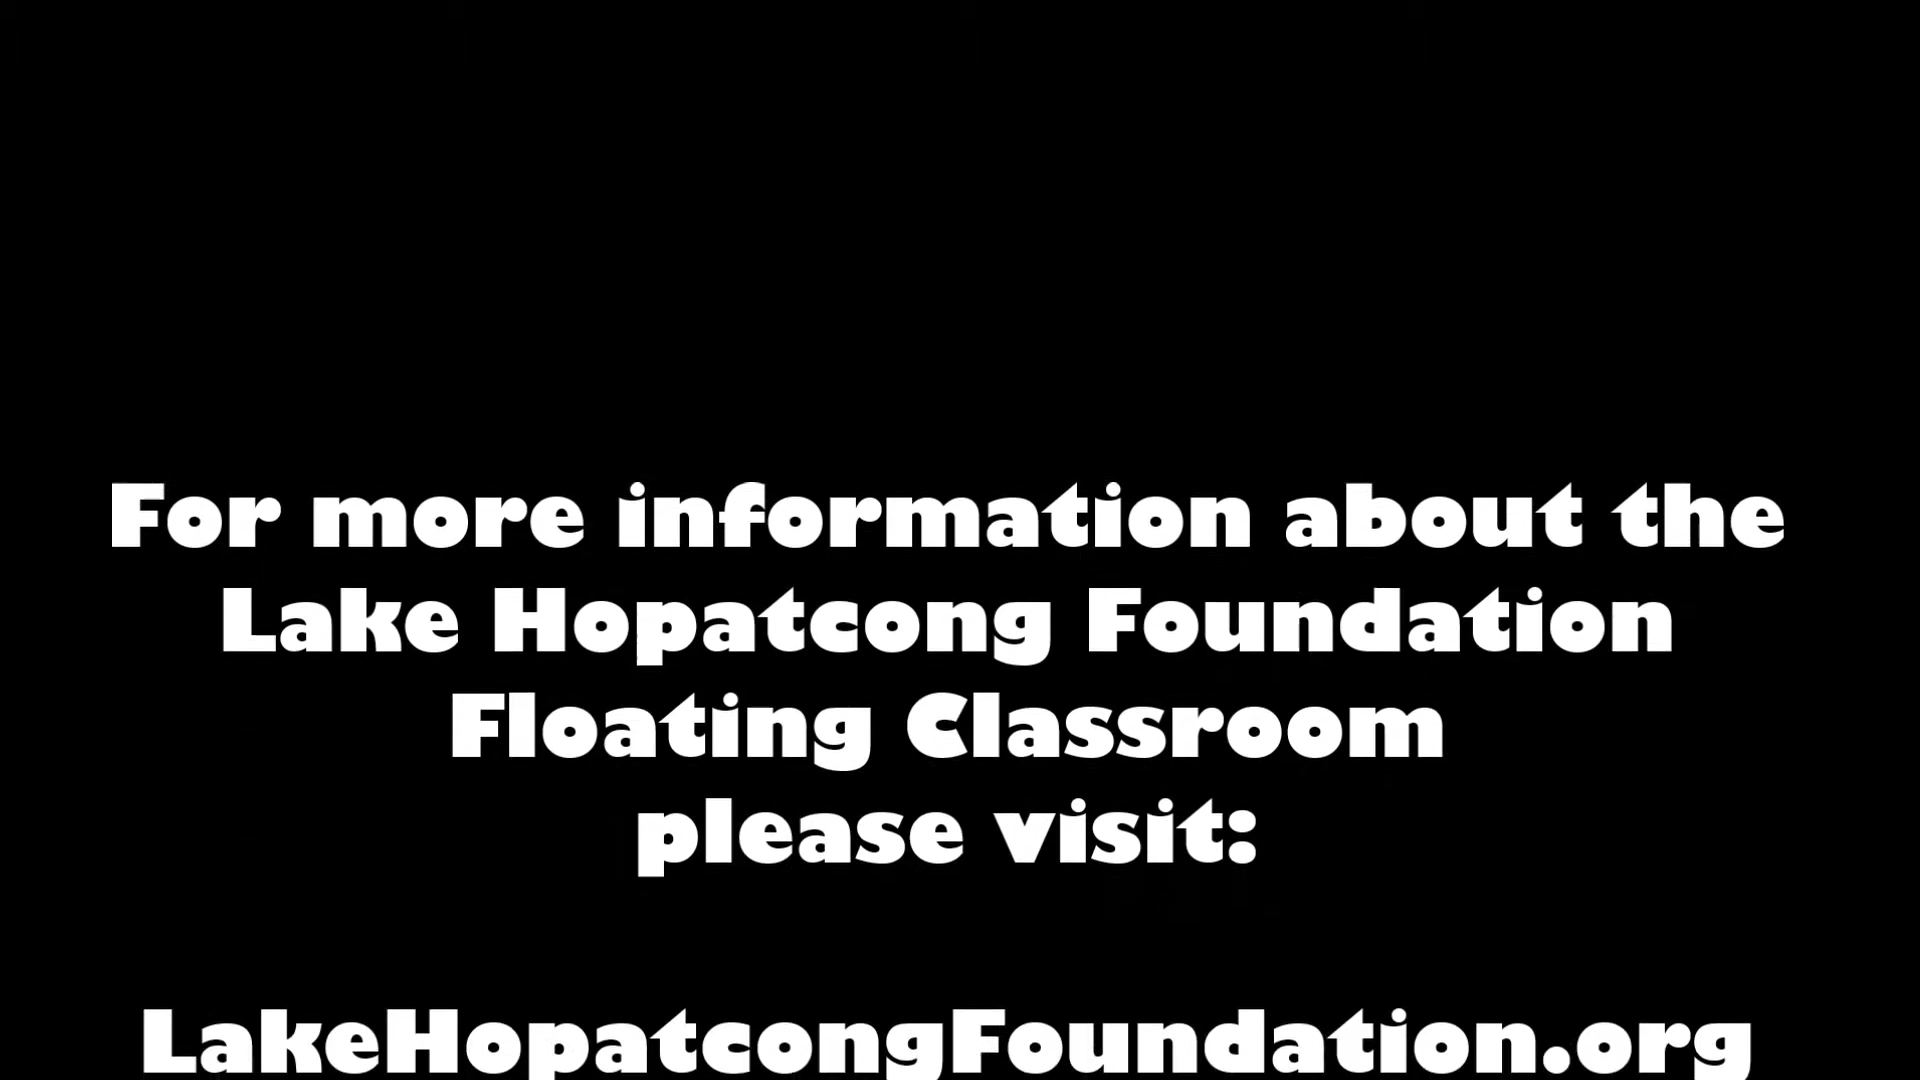 For more information about the
Lake Hopatcong Foundation
Floating Classroom
please visit:
LakeHopatcongFoundation.org